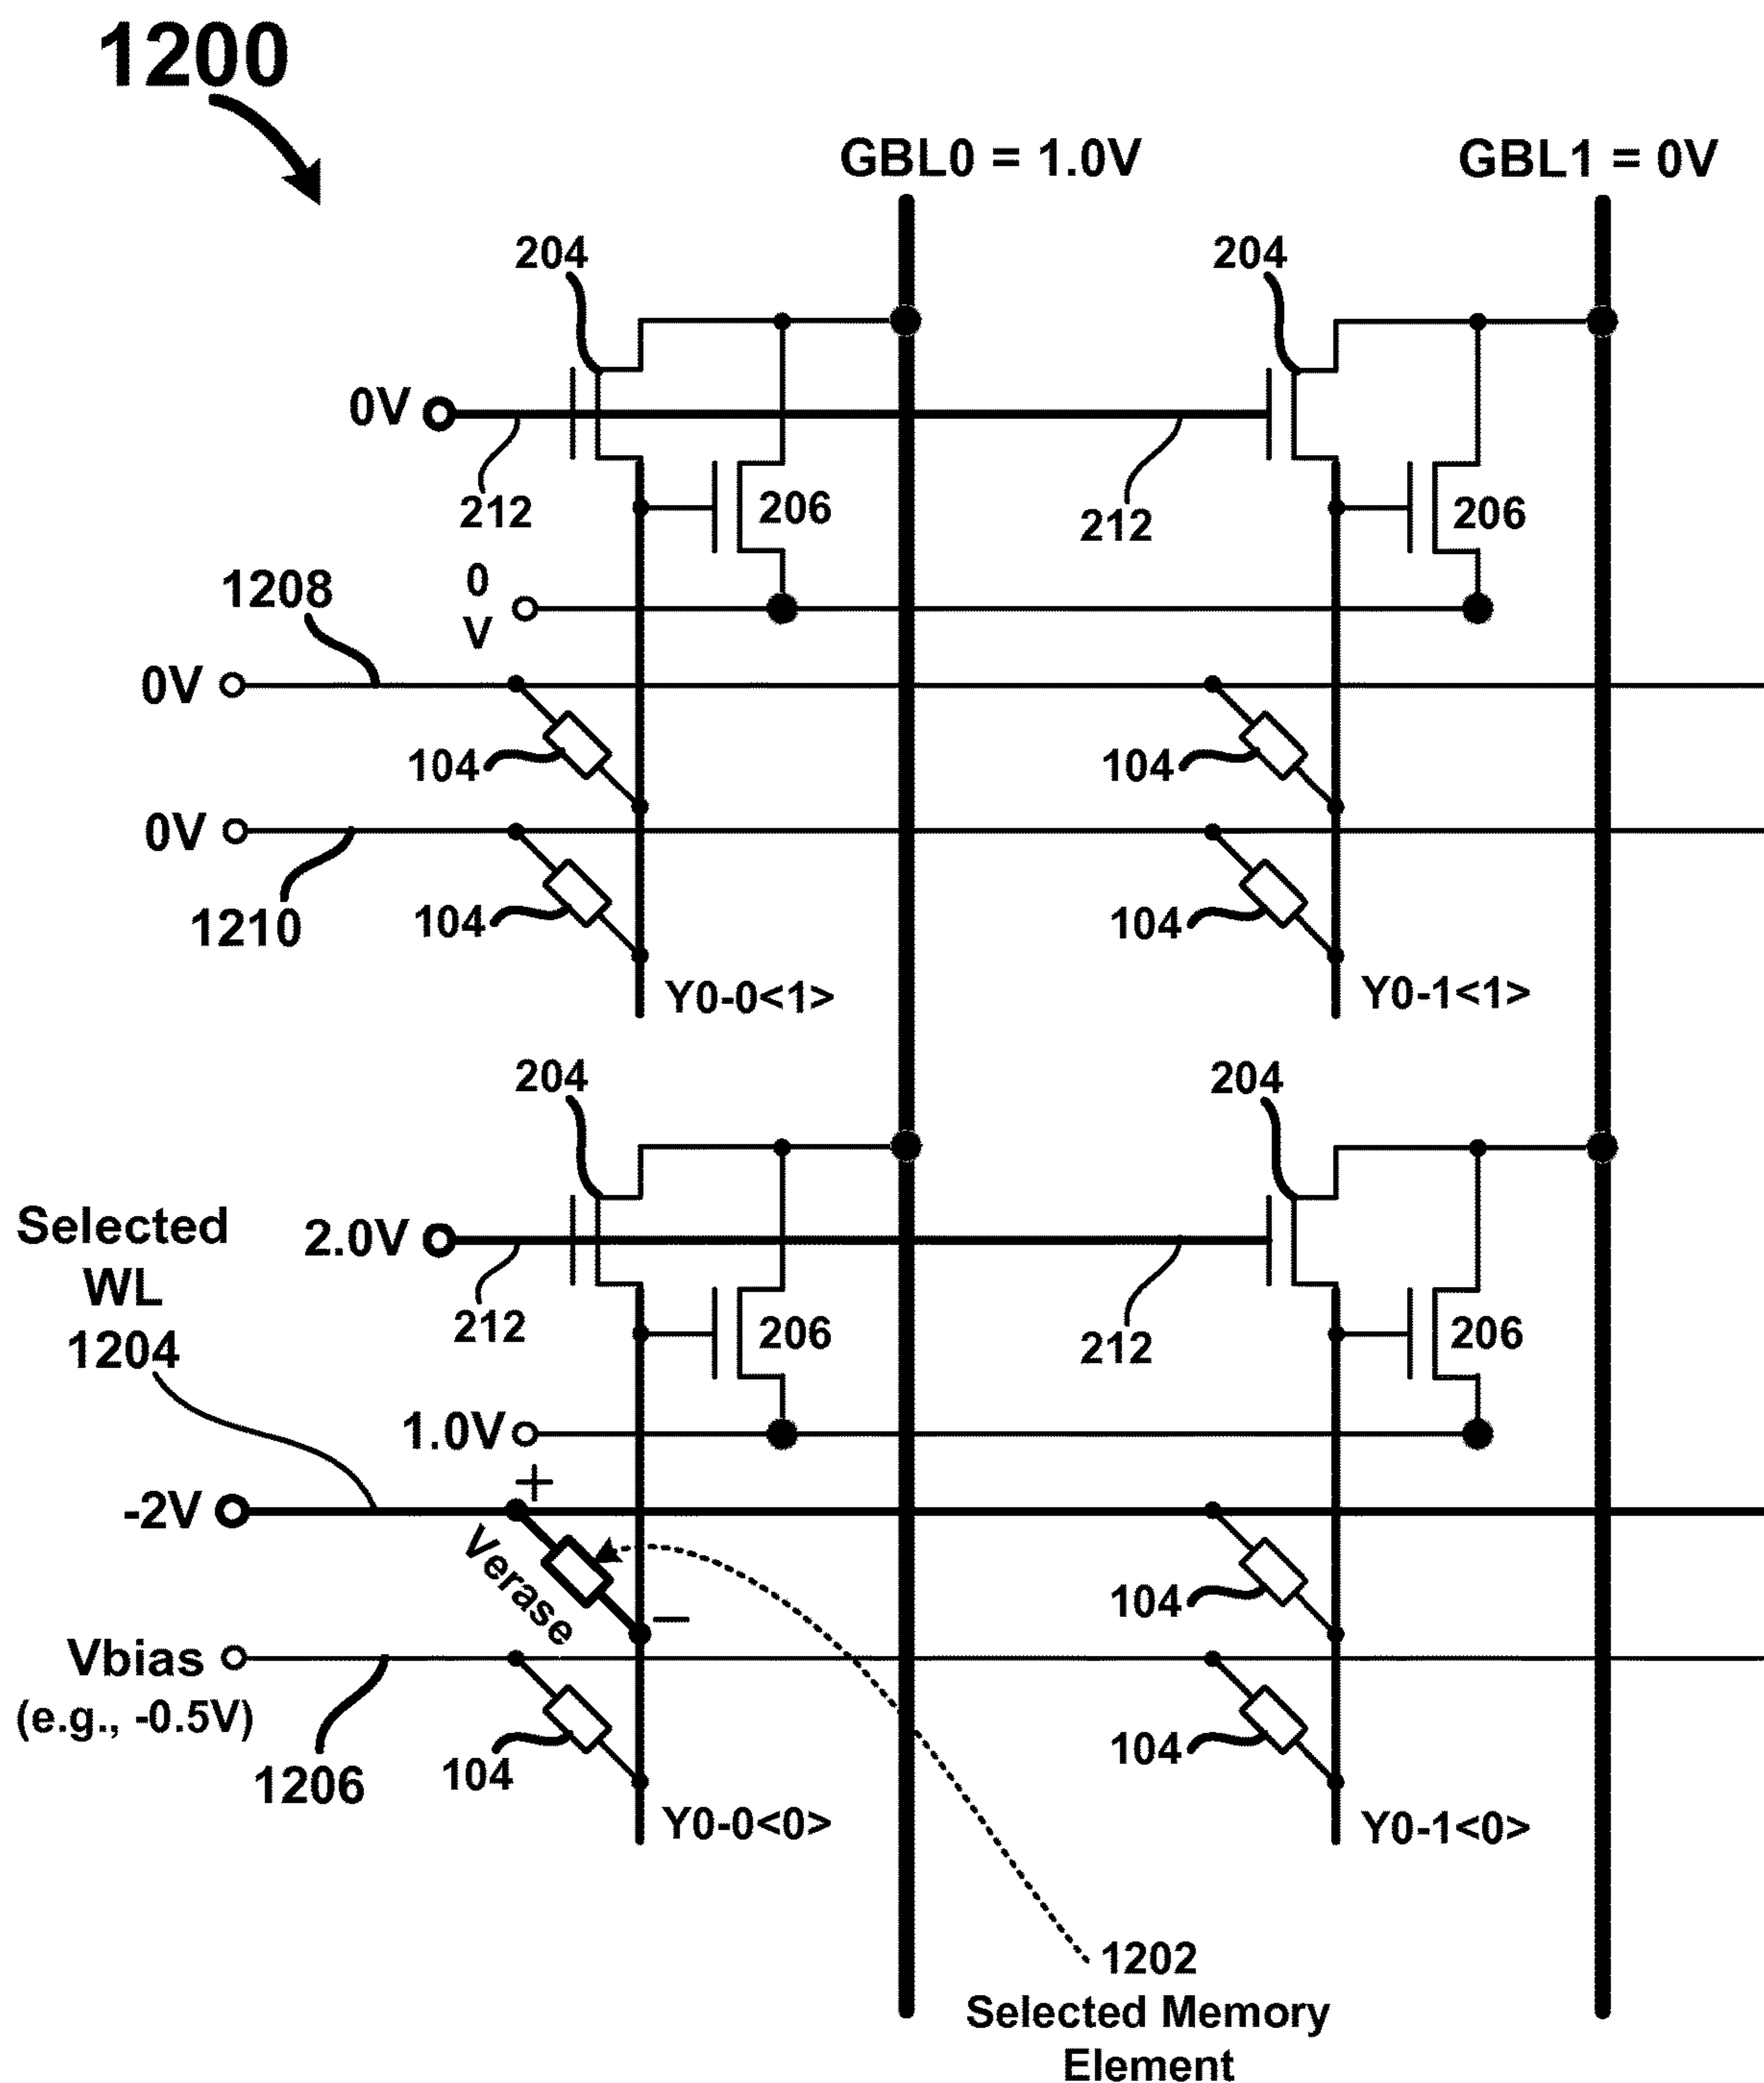 1200
GBL0 = 1.0V
GBL1 = 0V
204
204
0V
212
206
212
206
0
V
1208
0V
104
104
0V
1210
104
104
Y0-0<1>
Y0-1<1>
204
204
Selected
WL
1204
2.0V
212
206
212
206
1.0V
+
-2V
Verase
104
−
Vbias
(e.g., -0.5V)
1206
104
104
Y0-0<0>
Y0-1<0>
1202
Selected Memory
Element